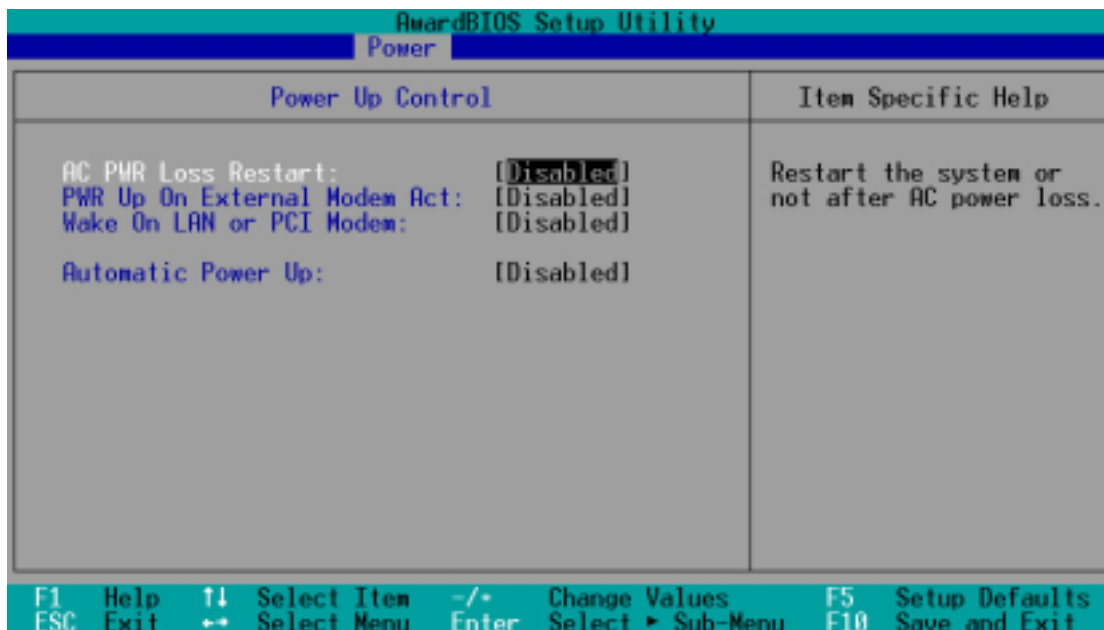 AwardBIOS Setup Utility
Power
Power Up Control
Item Specific Help
AC PWR Loss Restart: [Disabled]
PWR Up On External Modem Act: [Disabled]
Wake On LAN or PCI Modem: [Disabled]
Automatic Power Up: [Disabled]
Restart the system or
not after AC power loss.
F1 Help ↑↓ Select Item -/+ Change Values F5 Setup Defaults
ESC Exit ←→ Select Menu Enter Select ► Sub-Menu F10 Save and Exit